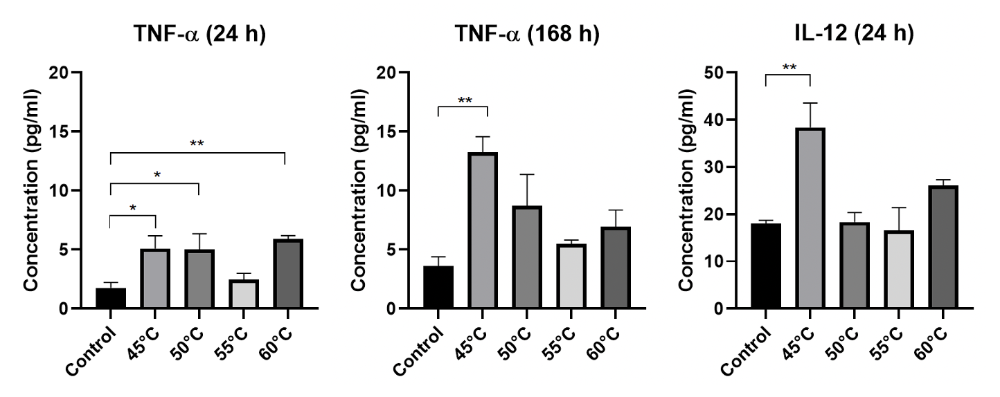 TNF-α (24 h)
Concentration (pg/ml)
20
15
10
5
0
**
*
*
Control
45°C
50°C
55°C
60°C
TNF-α (168 h)
Concentration (pg/ml)
20
15
10
5
0
**
Control
45°C
50°C
55°C
60°C
IL-12 (24 h)
Concentration (pg/ml)
50
40
30
20
10
0
**
Control
45°C
50°C
55°C
60°C